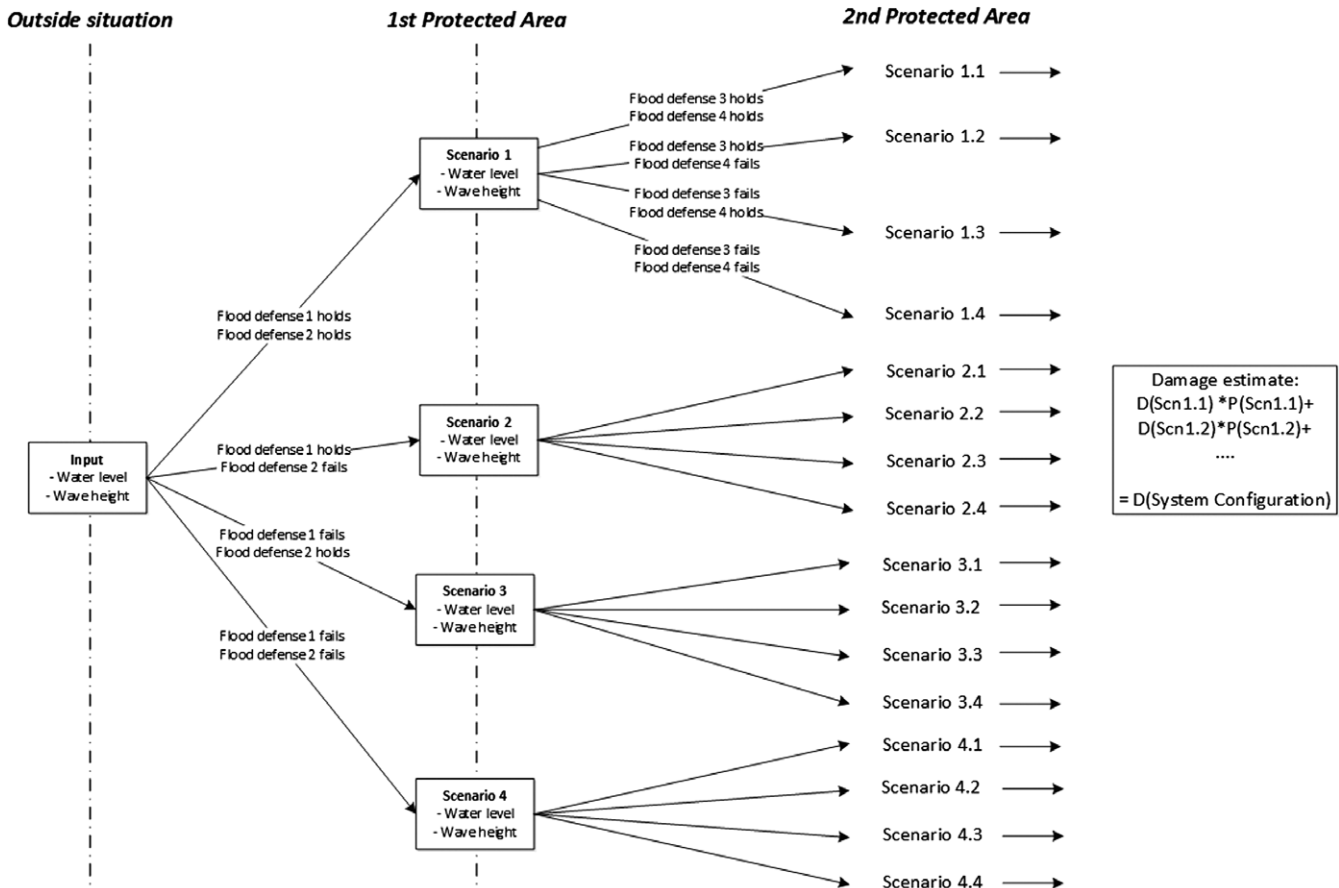 Outside situation
1st Protected Area
2nd Protected Area
Input
- Water level
- Wave height
Flood defense 1 holds
Flood defense 2 holds
Flood defense 1 holds
Flood defense 2 fails
Flood defense 1 fails
Flood defense 2 holds
Flood defense 1 fails
Flood defense 2 fails
Scenario 1
- Water level
- Wave height
Flood defense 3 holds
Flood defense 4 holds
Flood defense 3 holds
Flood defense 4 fails
Flood defense 3 fails
Flood defense 4 holds
Flood defense 3 fails
Flood defense 4 fails
Scenario 2
- Water level
- Wave height
Scenario 3
- Water level
- Wave height
Scenario 4
- Water level
- Wave height
Scenario 1.1
Scenario 1.2
Scenario 1.3
Scenario 1.4
Scenario 2.1
Scenario 2.2
Scenario 2.3
Scenario 2.4
Scenario 3.1
Scenario 3.2
Scenario 3.3
Scenario 3.4
Scenario 4.1
Scenario 4.2
Scenario 4.3
Scenario 4.4
Damage estimate:
D(Scn1.1) *P(Scn1.1)+
D(Scn1.2)*P(Scn1.2)+
....
= D(System Configuration)